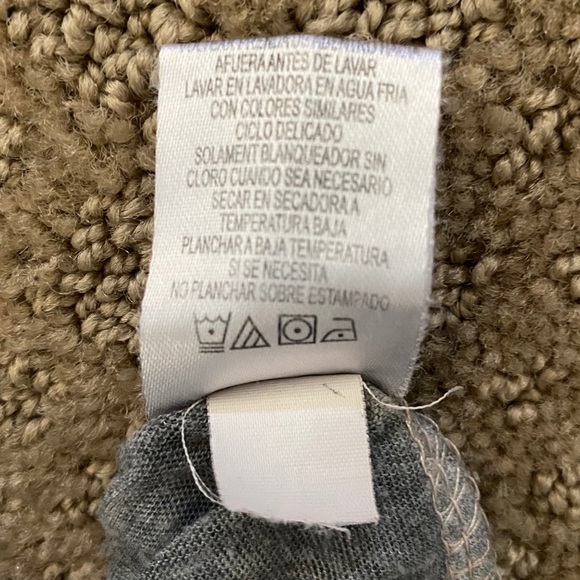 AFUERA ANTES DE LAVAR
LAVAR EN LAVADORA EN AGUA FRIA
CON COLORES SIMILARES
CICLO DELICADO
SOLAMENT BLANQUEADOR SIN
CLORO CUANDO SEA NECESARIO
SECAR EN SECADORA A
TEMPERATURA BAJA
PLANCHAR A BAJA TEMPERATURA
SI SE NECESITA
NO PLANCHAR SOBRE ESTAMPADO